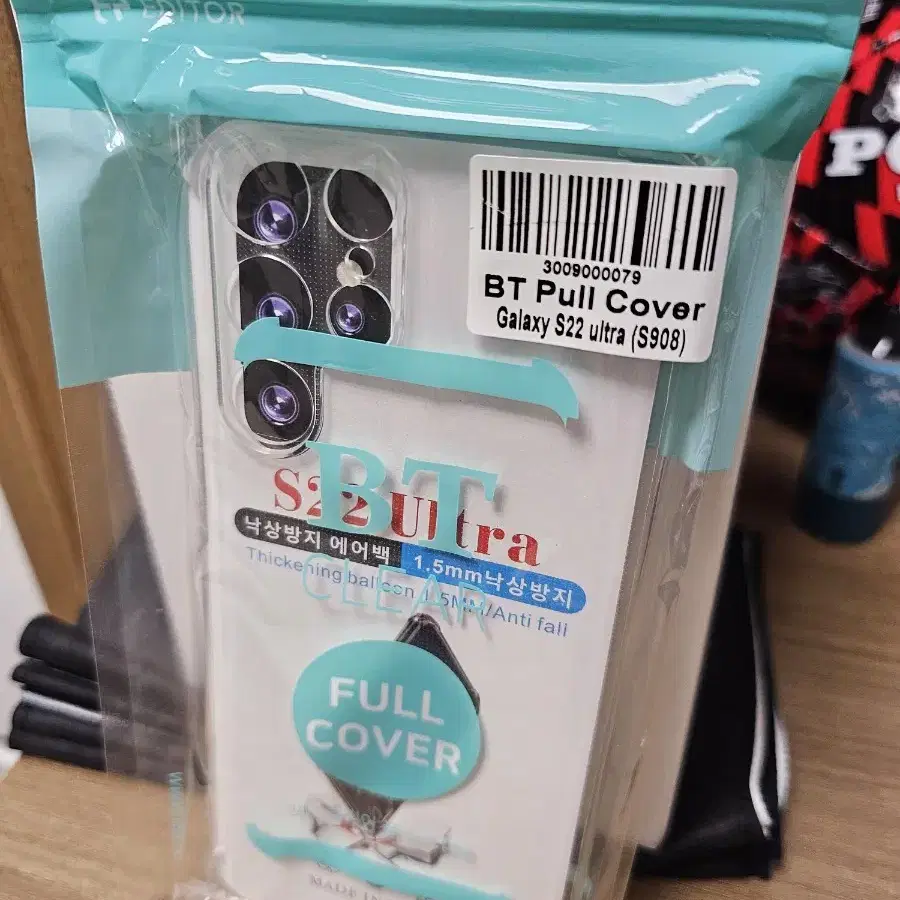 EDITOR
3009000079
BT Pull Cover
Galaxy S22 ultra (S908)
BT
S22 Ultra
낙상방지 에어백
1.5mm낙상방지
Thickening balloon 1.5MM/Anti fall
CLEAR
FULL
COVER
MADE IN